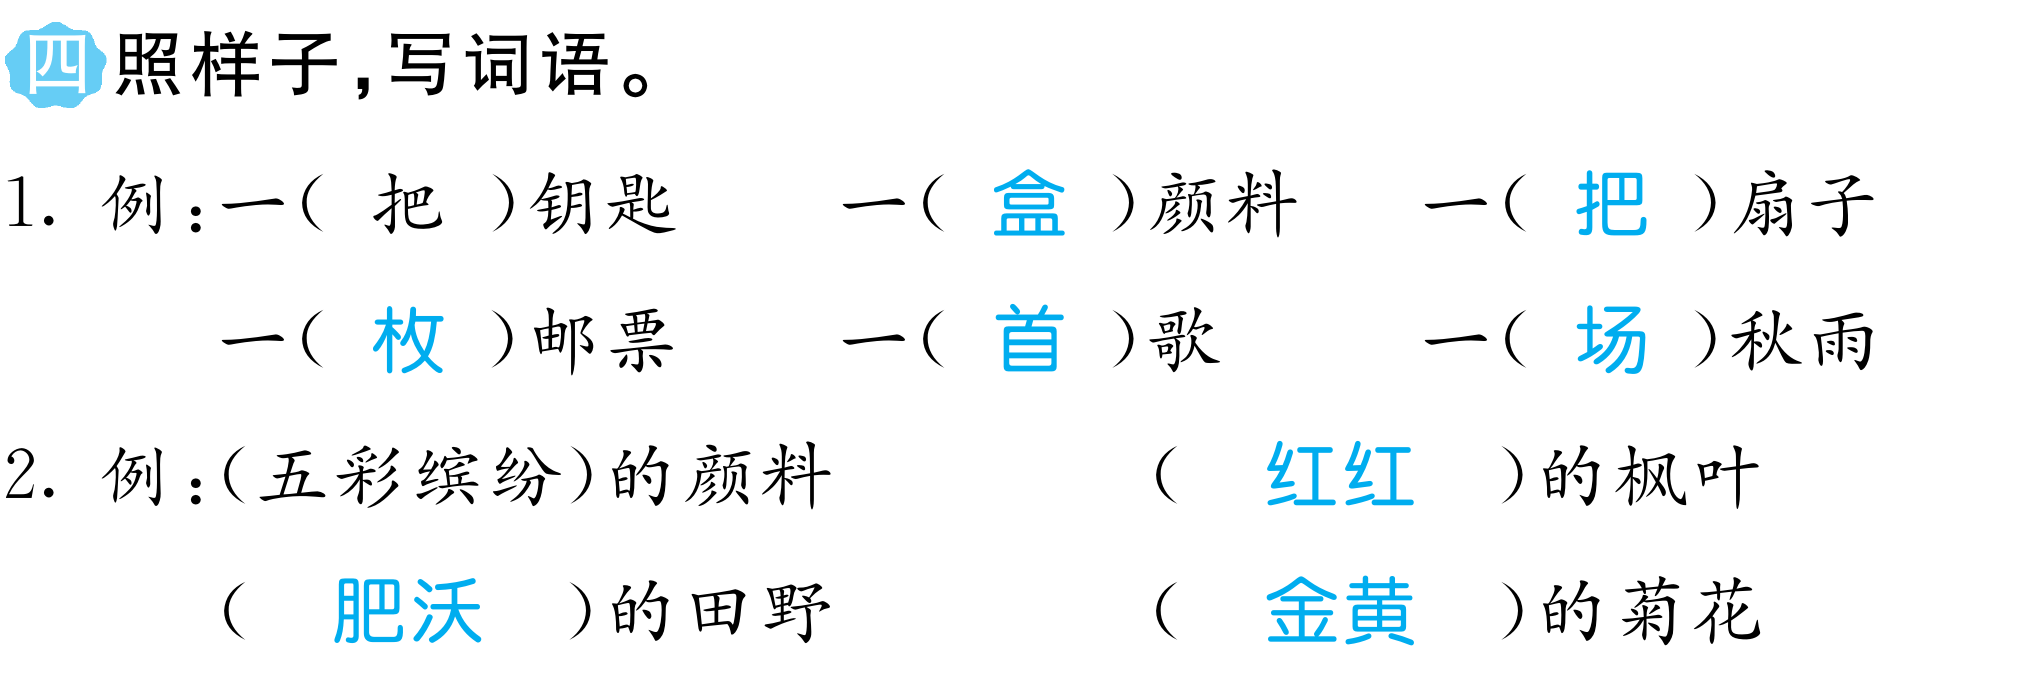 四 照样子,写词语。
1. 例:一( 把 )钥匙 一( 盒 )颜料 一( 把 )扇子
一( 枚 )邮票 一( 首 )歌 一( 场 )秋雨
2. 例:(五彩缤纷)的颜料 ( 红红 )的枫叶
( 肥沃 )的田野 ( 金黄 )的菊花